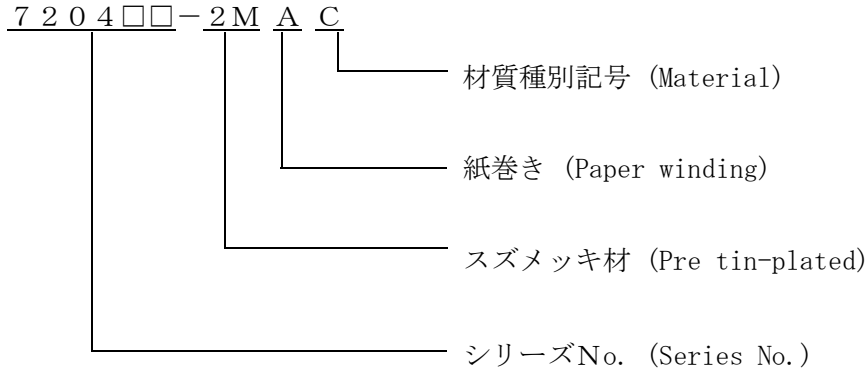 ７２０４□□－２ＭＡＣ
材質種別記号 (Material)
紙巻き (Paper winding)
スズメッキ材 (Pre tin-plated)
シリーズＮo. (Series No.)